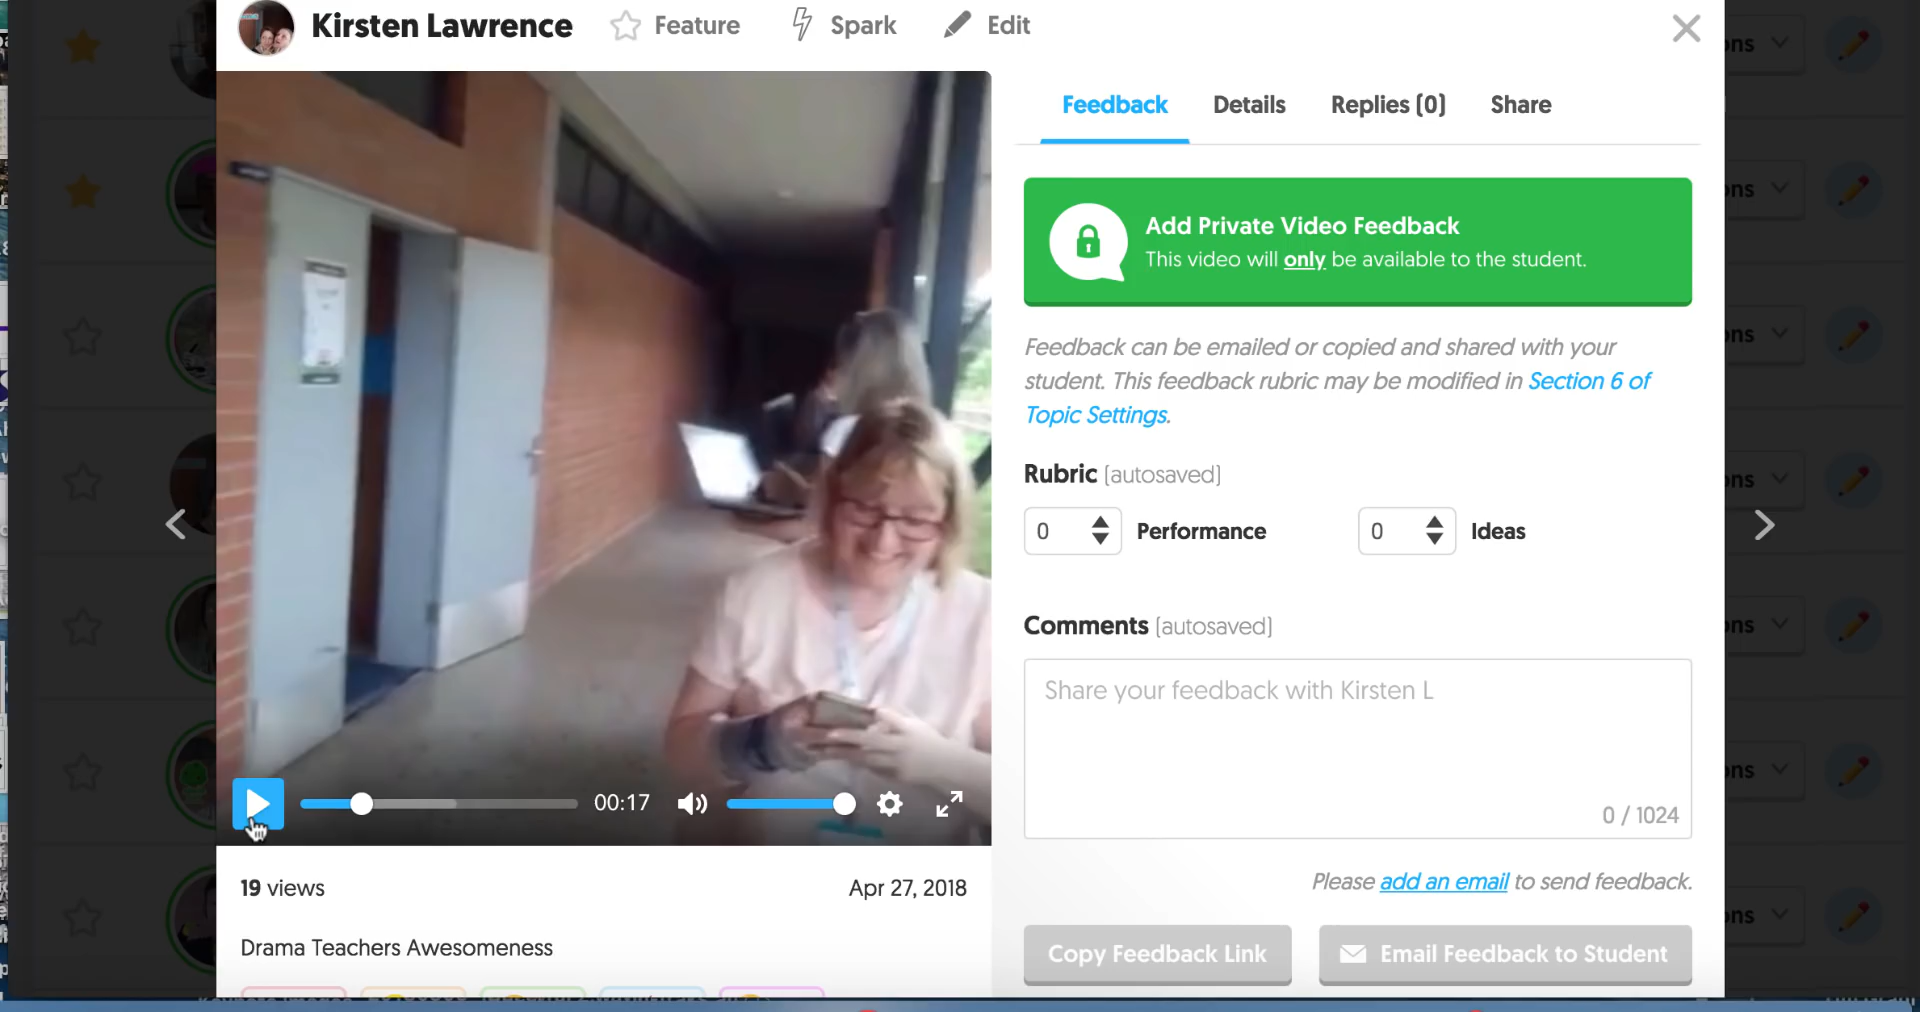 Kirsten Lawrence
Feature
Spark
Edit
Feedback
Details
Replies (0)
Share
Add Private Video Feedback
This video will only be available to the student.
Feedback can be emailed or copied and shared with your
student. This feedback rubric may be modified in Section 6 of
Topic Settings.
Rubric (autosaved)
0
Performance
0
Ideas
Comments (autosaved)
Share your feedback with Kirsten L
0 / 1024
Please add an email to send feedback.
Copy Feedback Link
Email Feedback to Student
00:17
19 views
Apr 27, 2018
Drama Teachers Awesomeness